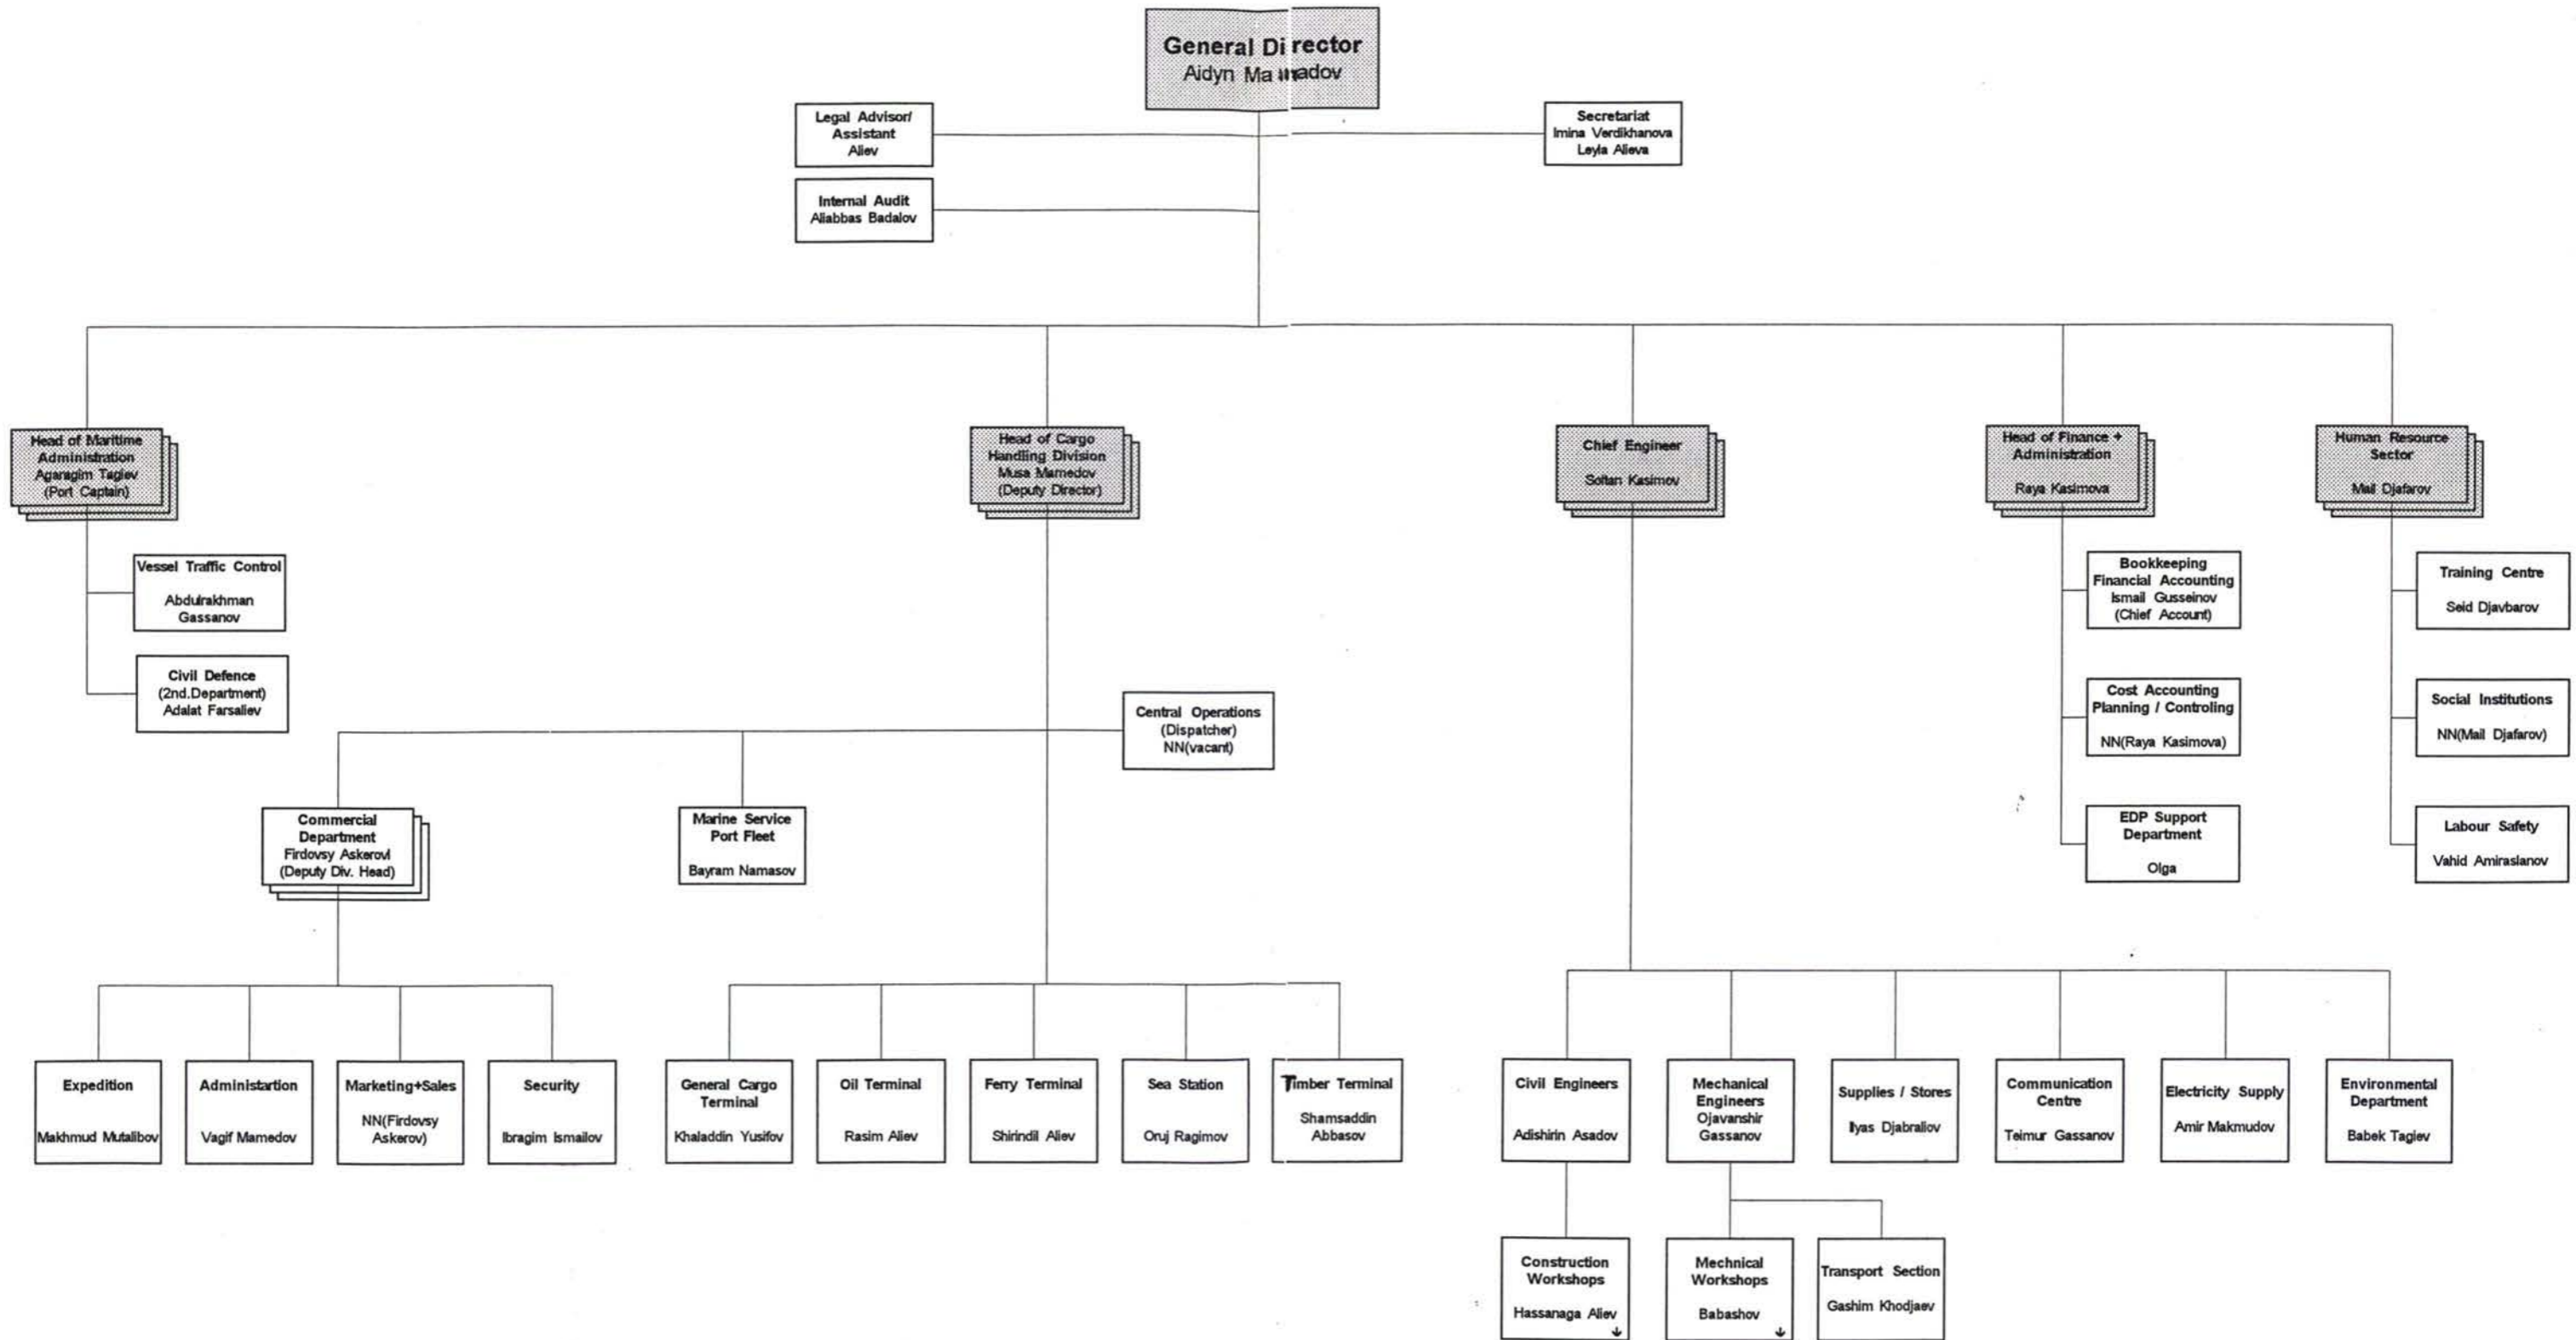 General Director
Aidyn Mamadov
Legal Advisor/
Assistant
Aliev
Secretariat
Imina Verdikhanova
Leyla Alieva
Internal Audit
Aliabbas Badalov
Head of Maritime
Administration
Agaragim Tagiev
(Port Captain)
Head of Cargo
Handling Division
Musa Mamedov
(Deputy Director)
Chief Engineer
Soltan Kasimov
Head of Finance +
Administration
Raya Kasimova
Human Resource
Sector
Mail Djafarov
Vessel Traffic Control
Abdulrakhman
Gassanov
Bookkeeping
Financial Accounting
Ismail Gusseinov
(Chief Account)
Training Centre
Seid Djavbarov
Civil Defence
(2nd.Department)
Adalat Farsaliev
Central Operations
(Dispatcher)
NN(vacant)
Cost Accounting
Planning / Controling
NN(Raya Kasimova)
Social Institutions
NN(Mail Djafarov)
Commercial
Department
Firdovsy Askerovl
(Deputy Div. Head)
Marine Service
Port Fleet
Bayram Namasov
EDP Support
Department
Olga
Labour Safety
Vahid Amiraslanov
Expedition
Makhmud Mutalibov
Administartion
Vagif Mamedov
Marketing+Sales
NN(Firdovsy
Askerov)
Security
Ibragim Ismailov
General Cargo
Terminal
Khaladdin Yusifov
Oil Terminal
Rasim Aliev
Ferry Terminal
Shirindil Aliev
Sea Station
Oruj Ragimov
Timber Terminal
Shamsaddin
Abbasov
Civil Engineers
Adishirin Asadov
Mechanical
Engineers
Ojavanshir
Gassanov
Supplies / Stores
Ilyas Djabraliov
Communication
Centre
Teimur Gassanov
Electricity Supply
Amir Makmudov
Environmental
Department
Babek Tagiev
Construction
Workshops
Hassanaga Aliev
Mechnical
Workshops
Babashov
Transport Section
Gashim Khodjaev